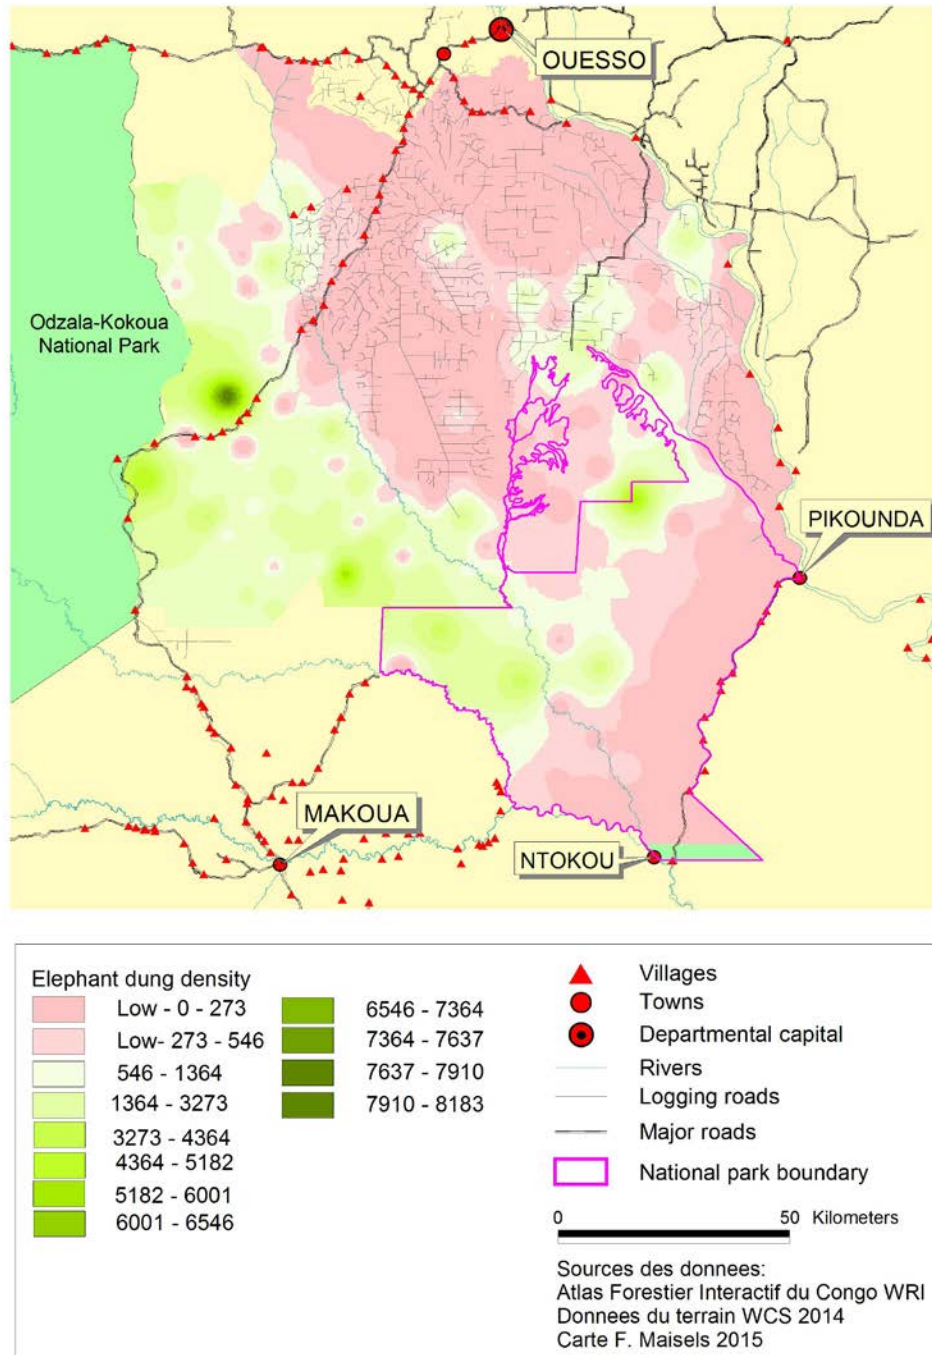 OUESSO
Odzala-Kokoua
National Park
PIKOUNDA
MAKOUA
NTOKOU
Elephant dung density
Low - 0 - 273
Low- 273 - 546
546 - 1364
1364 - 3273
3273 - 4364
4364 - 5182
5182 - 6001
6001 - 6546
6546 - 7364
7364 - 7637
7637 - 7910
7910 - 8183
Villages
Towns
Departmental capital
Rivers
Logging roads
Major roads
National park boundary
0 50 Kilometers
Sources des donnees:
Atlas Forestier Interactif du Congo WRI
Donnees du terrain WCS 2014
Carte F. Maisels 2015